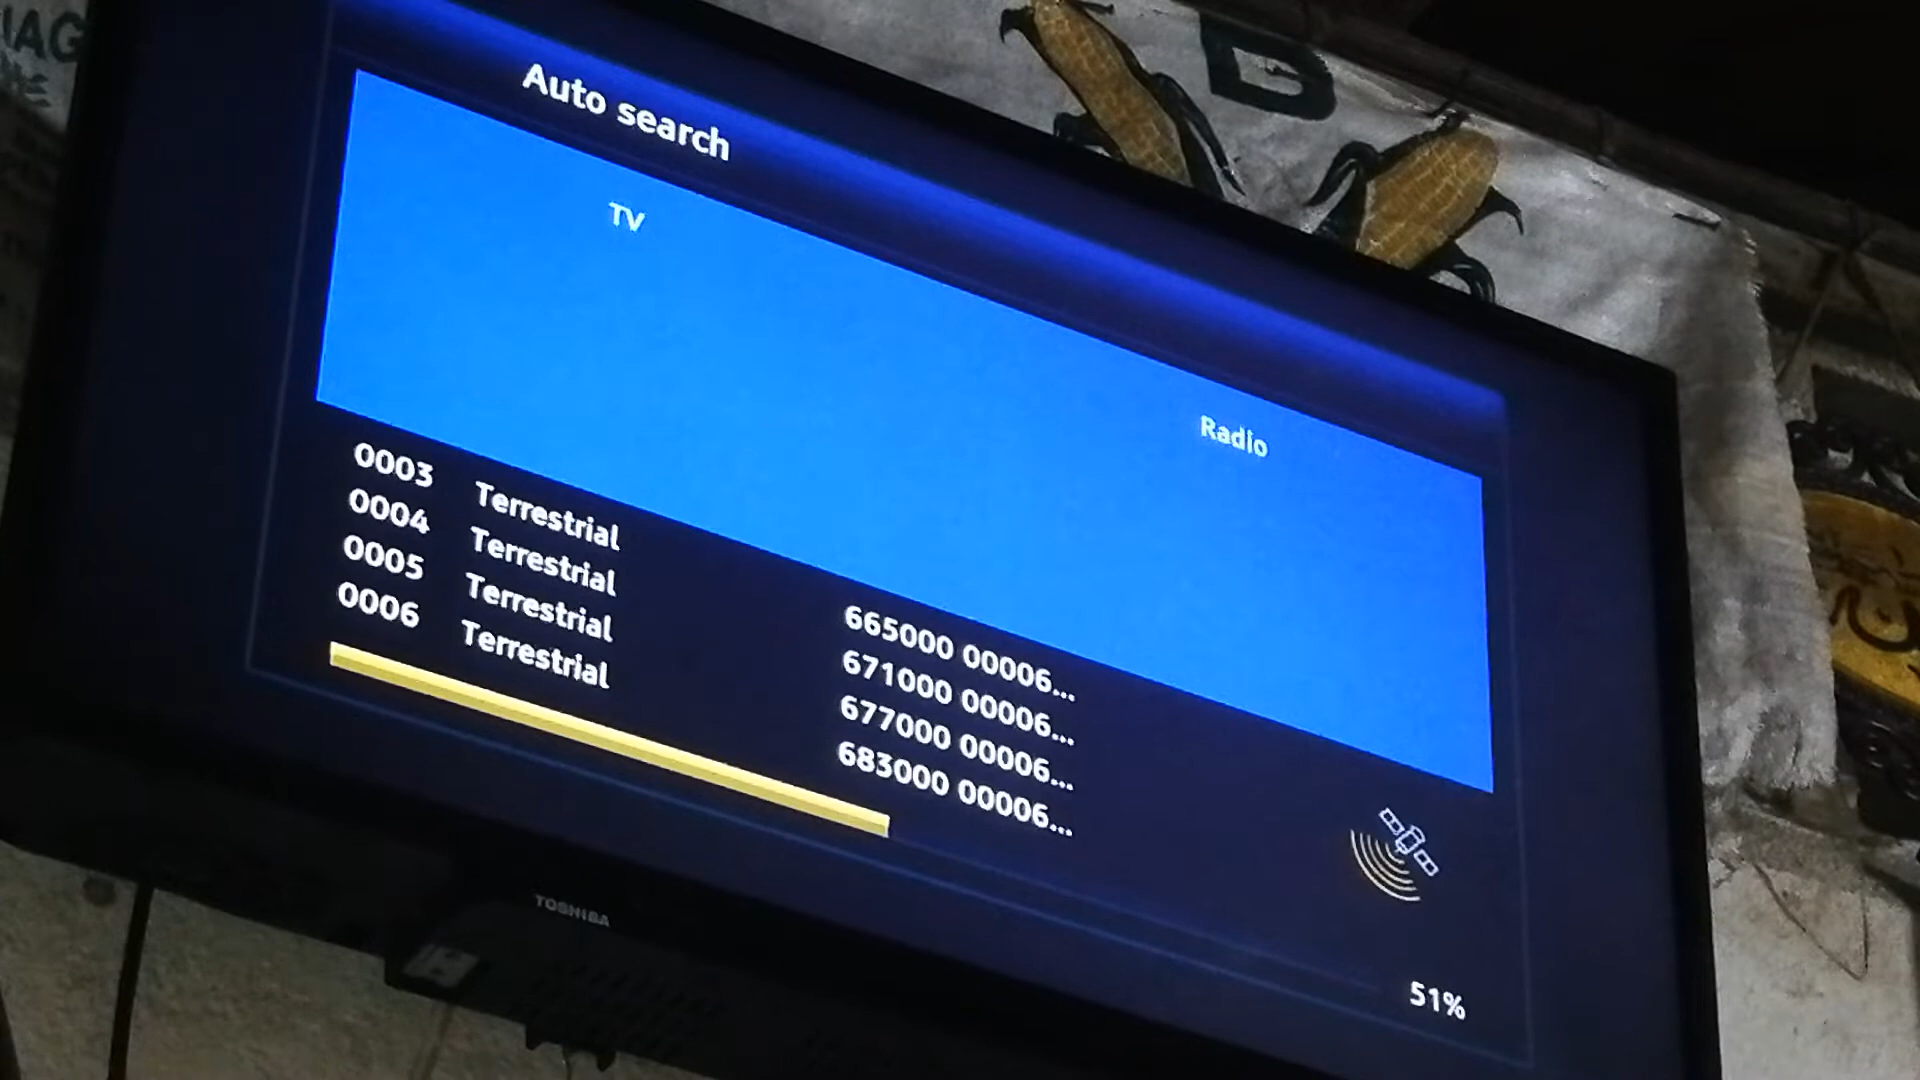 Auto search
TV
Radio
0003 Terrestrial 665000 00006...
0004 Terrestrial 671000 00006...
0005 Terrestrial 677000 00006...
0006 Terrestrial 683000 00006...
51%
TOSHIBA